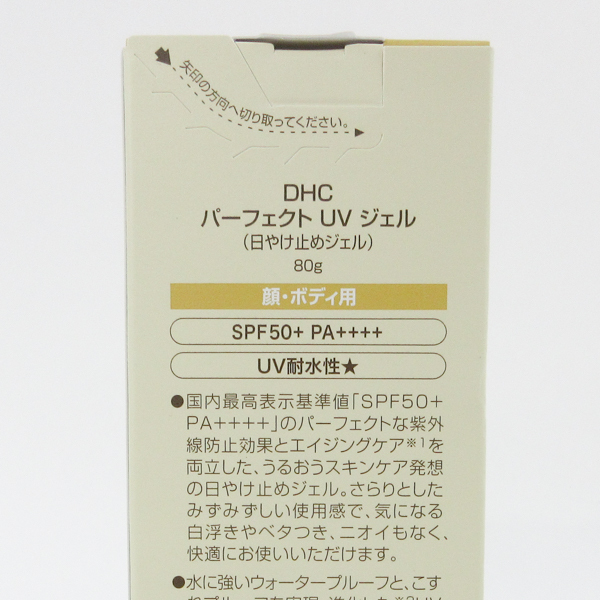 矢印の方向へ切り取ってください。
DHC
パーフェクト UV ジェル
(日やけ止めジェル)
80g
顔・ボディ用
SPF50+ PA++++
UV耐水性★
●国内最高表示基準値「SPF50+
PA++++」のパーフェクトな紫外
線防止効果とエイジングケア※1を
両立した、うるおうスキンケア発想
の日やけ止めジェル。さらりとした
みずみずしい使用感で、気になる
白浮きやベタつき、ニオイもなく、
快適にお使いいただけます。
●水に強いウォータープルーフと、こす